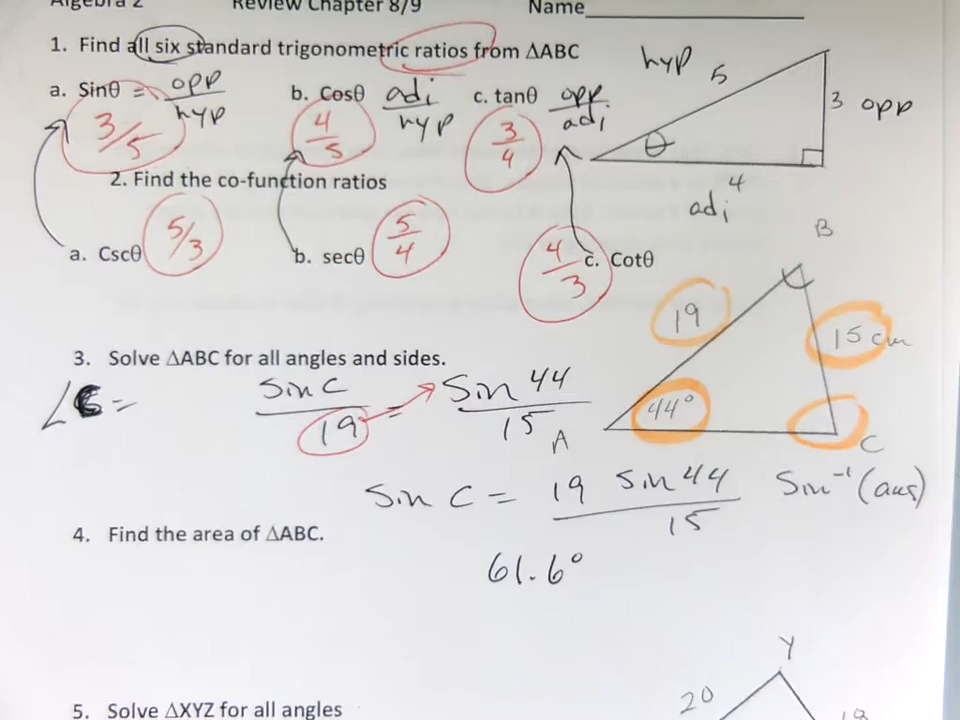 Algebra 2 Review Chapter 8/9 Name
1. Find all six standard trigonometric ratios from ΔABC
a. Sinθ = opp/hyp b. Cosθ adj/hyp c. tanθ opp/adj
3/5 4/5 3/4
hyp 5 3 opp
θ
4
adj
2. Find the co-function ratios
a. Cscθ 5/3 b. secθ 5/4 c. Cotθ 4/3
B
19 15 cm
44°
A C
3. Solve ΔABC for all angles and sides.
∠C = sin C/19 = sin 44/15
sin C = 19 sin 44/15 sin⁻¹(ans)
4. Find the area of ΔABC.
61.6°
Y
20
5. Solve ΔXYZ for all angles